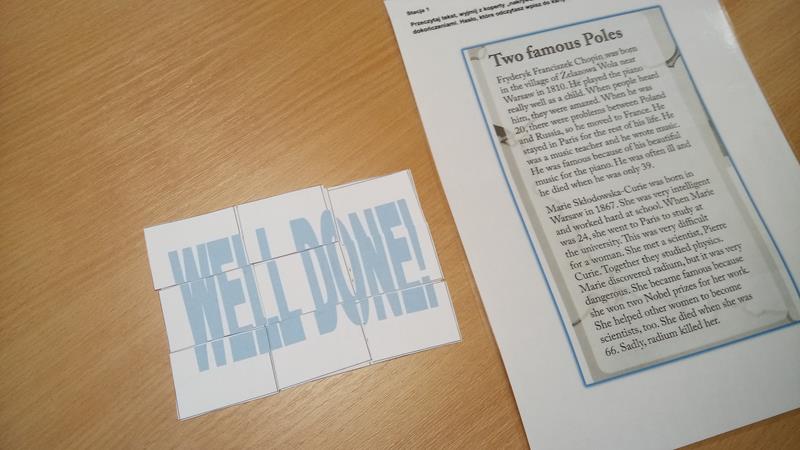 Stacja 1
Przeczytaj tekst, wyjmij z koperty „nakryw
dokończeniami. Hasło, które odczytasz wpisz do karty
Two famous Poles
Fryderyk Franciszek Chopin was born
in the village of Żelazowa Wola near
Warsaw in 1810. He played the piano
really well as a child. When people heard
him, they were amazed. When he was
20, there were problems between Poland
and Russia, so he moved to France. He
stayed in Paris for the rest of his life. He
was a music teacher and he wrote music.
He was famous because of his beautiful
music for the piano. He was often ill and
he died when he was only 39.
Marie Skłodowska-Curie was born in
Warsaw in 1867. She was very intelligent
and worked hard at school. When Marie
was 24, she went to Paris to study at
the university. This was very difficult
for a woman. She met a scientist, Pierre
Curie. Together they studied physics.
Marie discovered radium, but it was very
dangerous. She became famous because
she won two Nobel prizes for her work.
She helped other women to become
scientists, too. She died when she was
66. Sadly, radium killed her.
WELL DONE!